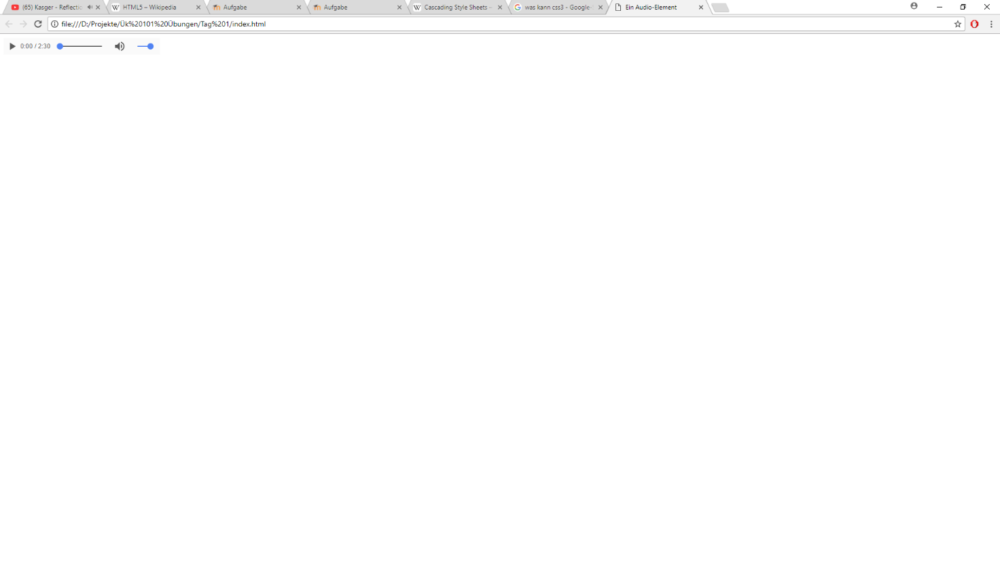 (65) Kasger - Reflectio
HTML5 – Wikipedia
Aufgabe
Aufgabe
Cascading Style Sheets –
was kann css3 - Google-
Ein Audio-Element
file:///D:/Projekte/Ük%20101%20Übungen/Tag%201/index.html
0:00 / 2:30